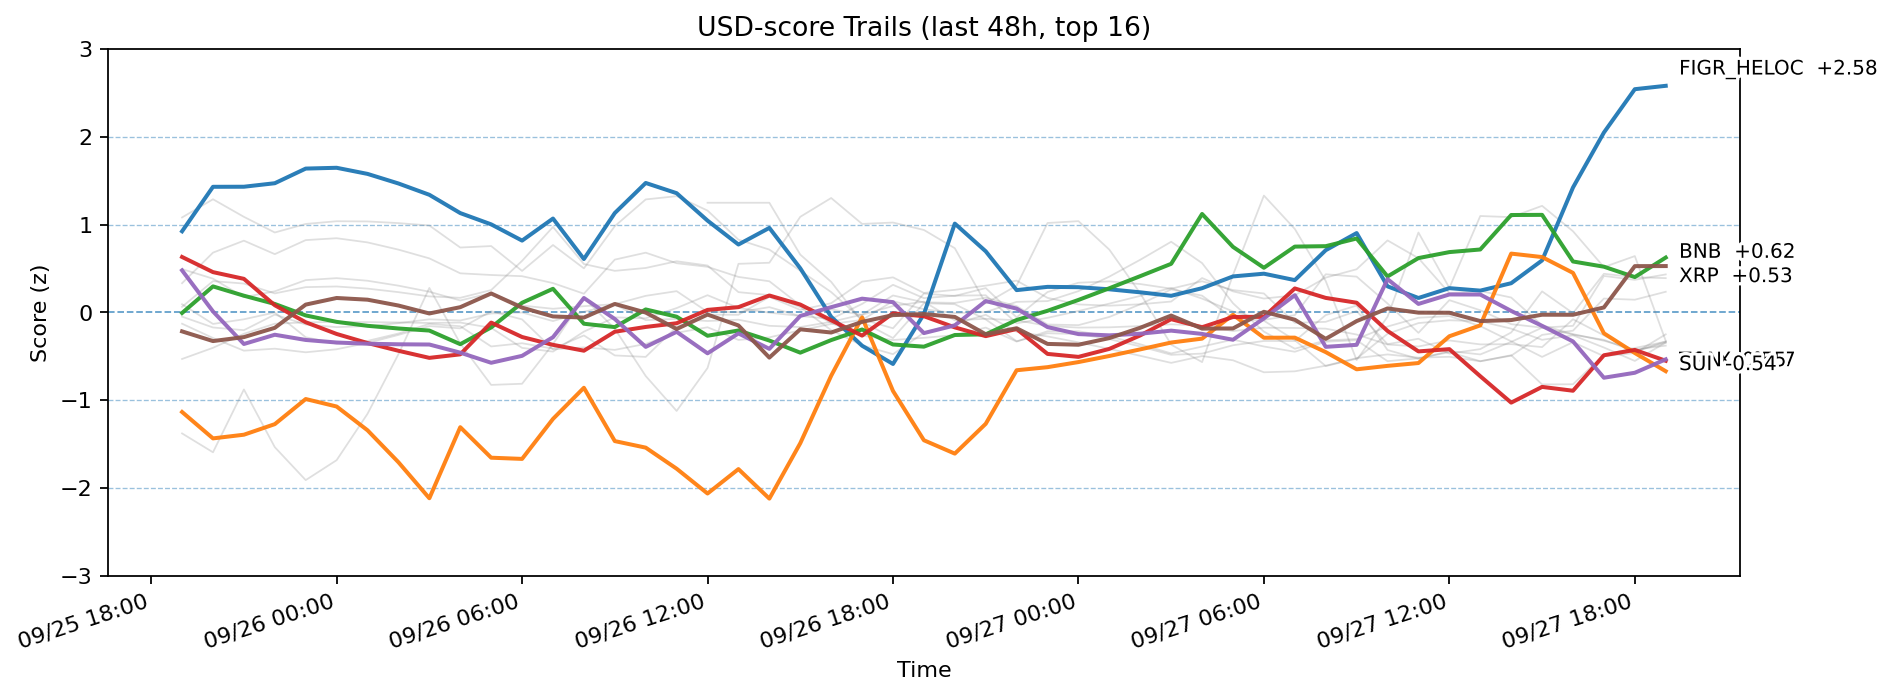 USD-score Trails (last 48h, top 16)
3
2
1
0
−1
−2
−3
Score (z)
FIGR_HELOC +2.58
BNB +0.62
XRP +0.53
SUI -0.54
09/25 18:00
09/26 00:00
09/26 06:00
09/26 12:00
09/26 18:00
09/27 00:00
09/27 06:00
09/27 12:00
09/27 18:00
Time